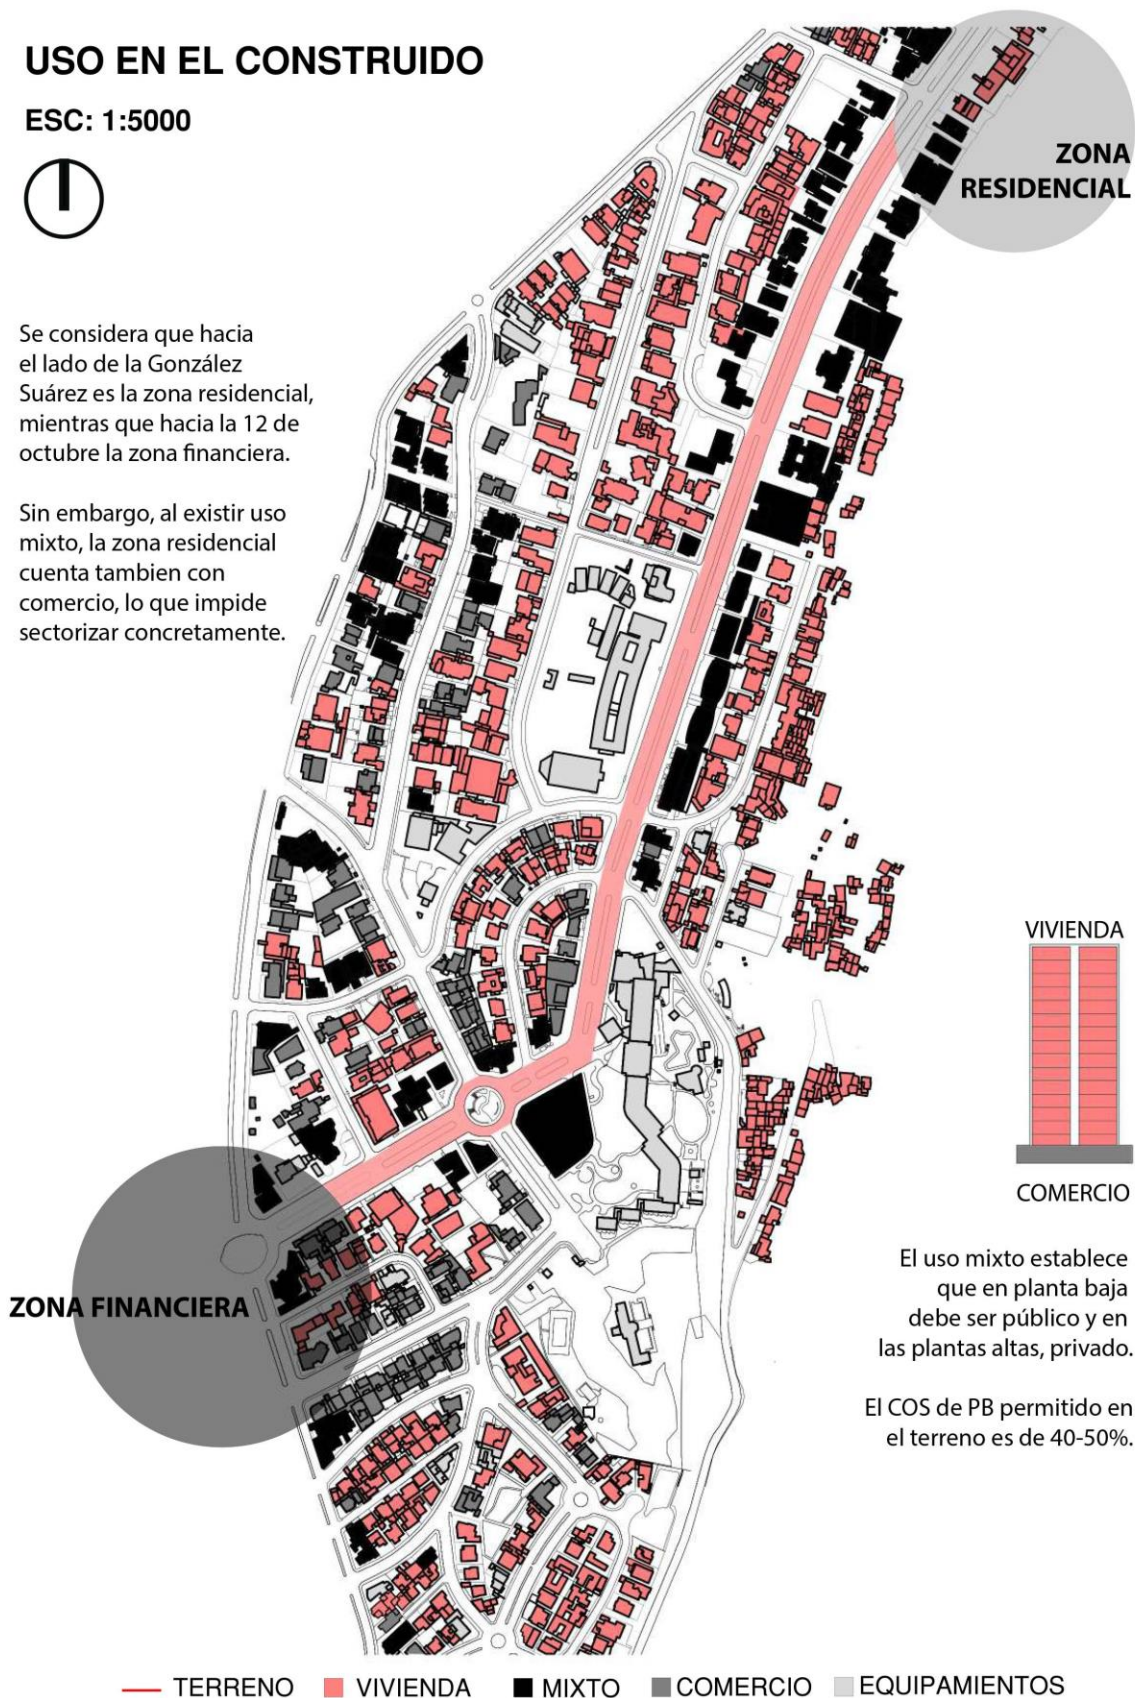 USO EN EL CONSTRUIDO
ESC: 1:5000
ZONA
RESIDENCIAL
Se considera que hacia
el lado de la González
Suárez es la zona residencial,
mientras que hacia la 12 de
octubre la zona financiera.
Sin embargo, al existir uso
mixto, la zona residencial
cuenta tambien con
comercio, lo que impide
sectorizar concretamente.
VIVIENDA
COMERCIO
El uso mixto establece
que en planta baja
debe ser público y en
las plantas altas, privado.
El COS de PB permitido en
el terreno es de 40-50%.
ZONA FINANCIERA
TERRENO VIVIENDA MIXTO COMERCIO EQUIPAMIENTOS